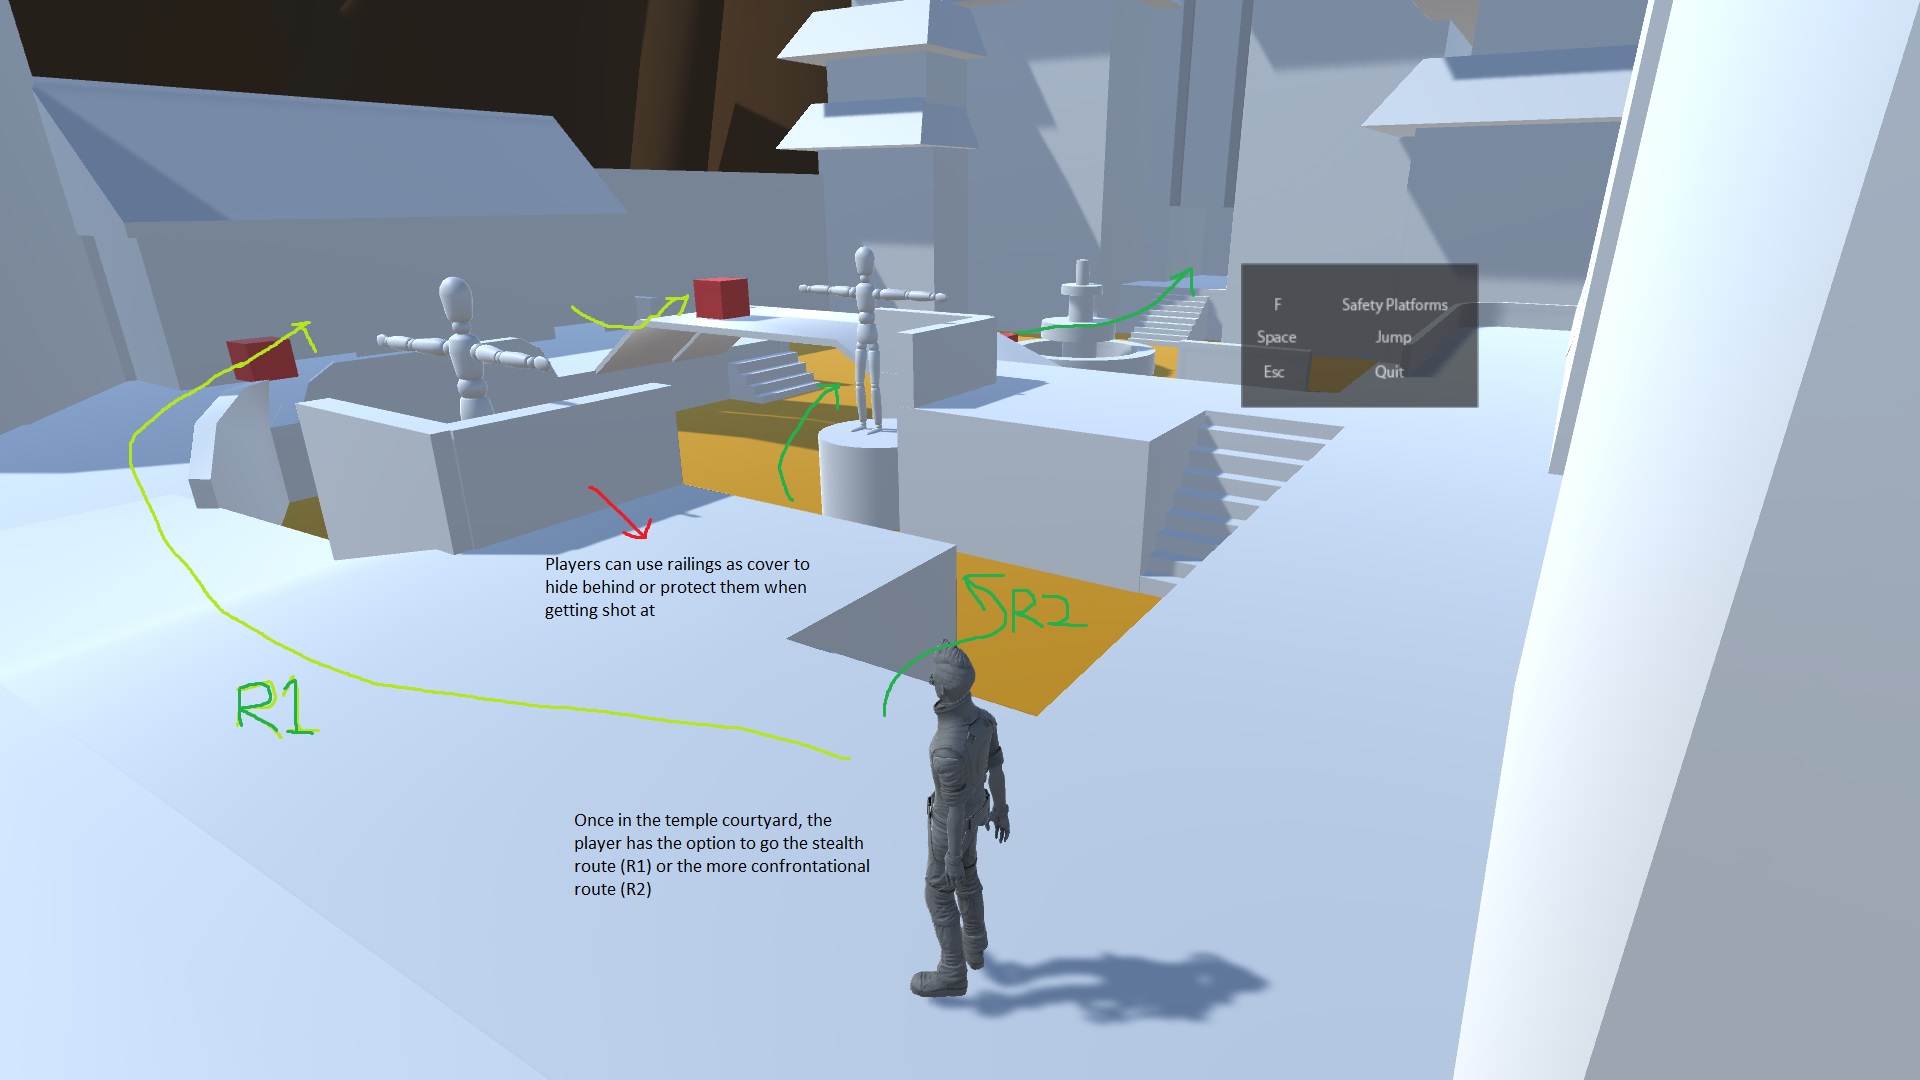 F Safety Platforms
Space Jump
Esc Quit
Players can use railings as cover to
hide behind or protect them when
getting shot at
R2
R1
Once in the temple courtyard, the
player has the option to go the stealth
route (R1) or the more confrontational
route (R2)